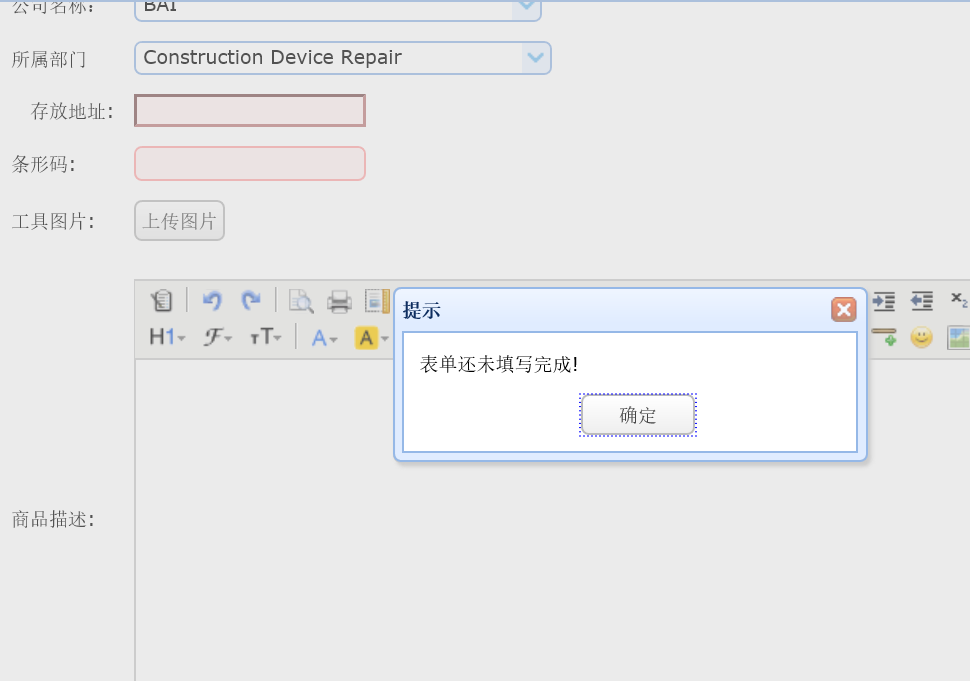 公司名称:
BAI
所属部门
Construction Device Repair
存放地址:
条形码:
工具图片:
上传图片
H1
F
тT
A
A
x₂
提示
表单还未填写完成!
确定
商品描述: